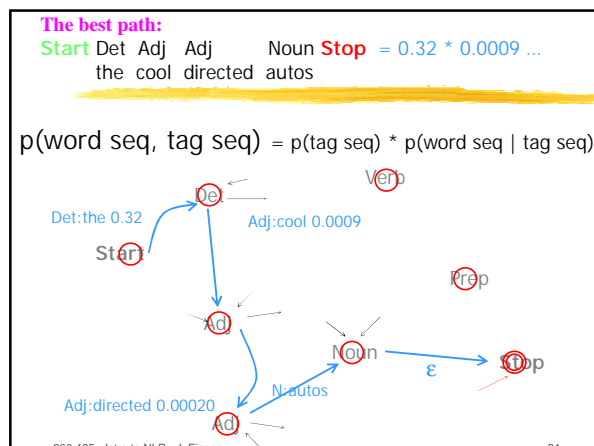 The best path:
Start Det Adj Adj Noun Stop = 0.32 * 0.0009 ...
the cool directed autos
p(word seq, tag seq) = p(tag seq) * p(word seq | tag seq)
Verb
Det
Det:the 0.32
Adj:cool 0.0009
Start
Prep
Adj
Noun
Stop
ε
N:autos
Adj:directed 0.00020
Adj